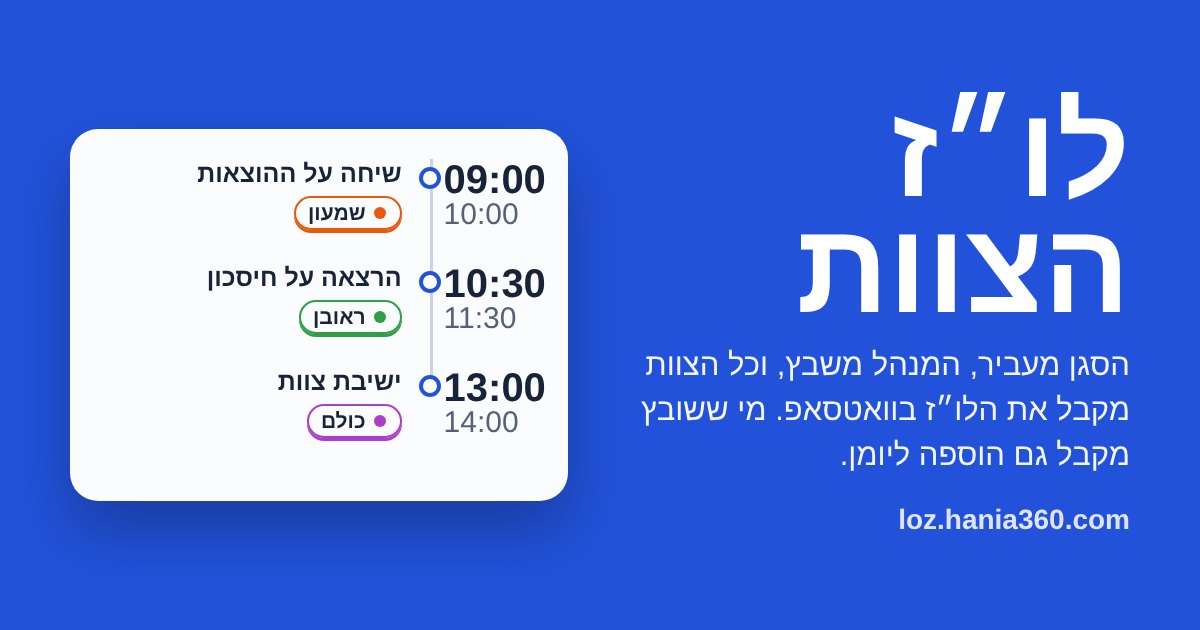 לו״ז
הצוות
הסגן מעביר, המנהל משבץ, וכל הצוות
מקבל את הלו״ז בוואטסאפ. מי ששובץ
מקבל גם הוספה ליומן.
loz.hania360.com
09:00
10:00
שיחה על ההוצאות
שמעון
10:30
11:30
הרצאה על חיסכון
ראובן
13:00
14:00
ישיבת צוות
כולם